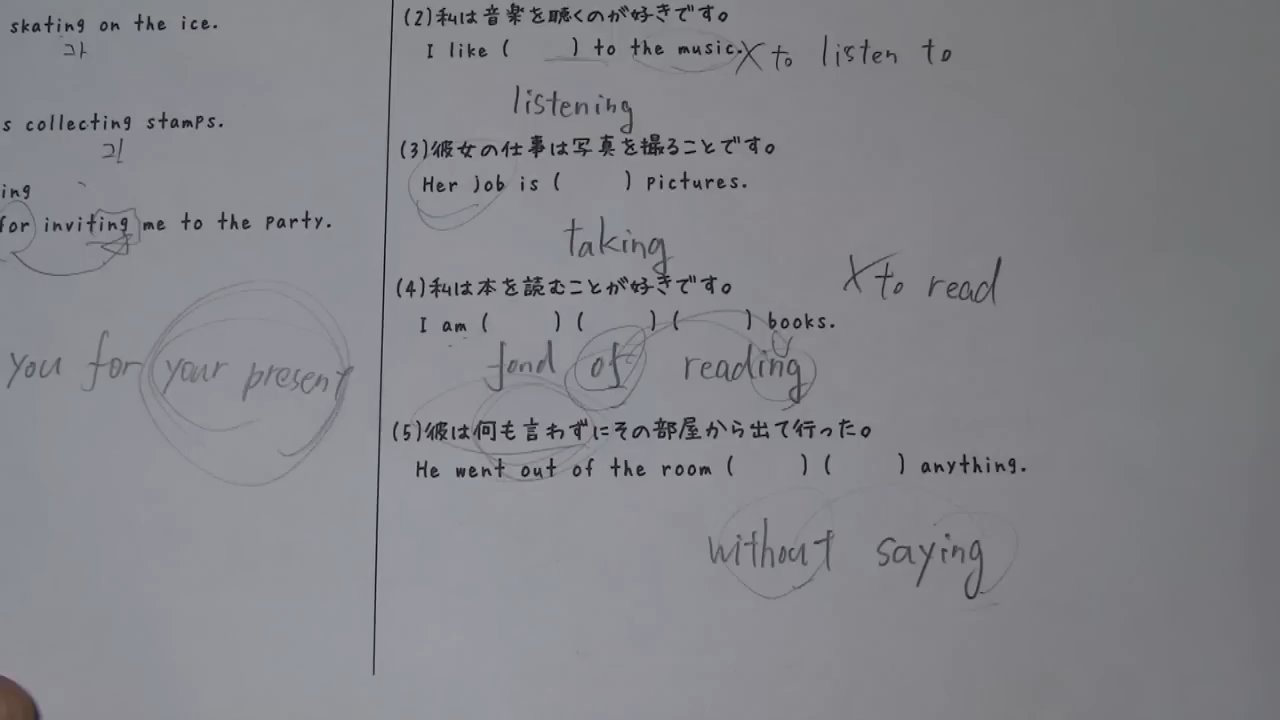 skating on the ice.
s collecting stamps.
ing
for inviting me to the party.
you for your present
(2)私は音楽を聴くのが好きです。
I like (   ) to the music. X to listen to
listening
(3)彼女の仕事は写真を撮ることです。
Her job is (   ) pictures.
taking
(4)私は本を読むことが好きです。 X to read
I am (   ) (   ) (   ) books.
fond of reading
(5)彼は何も言わずにその部屋から出て行った。
He went out of the room (   ) (   ) anything.
without saying